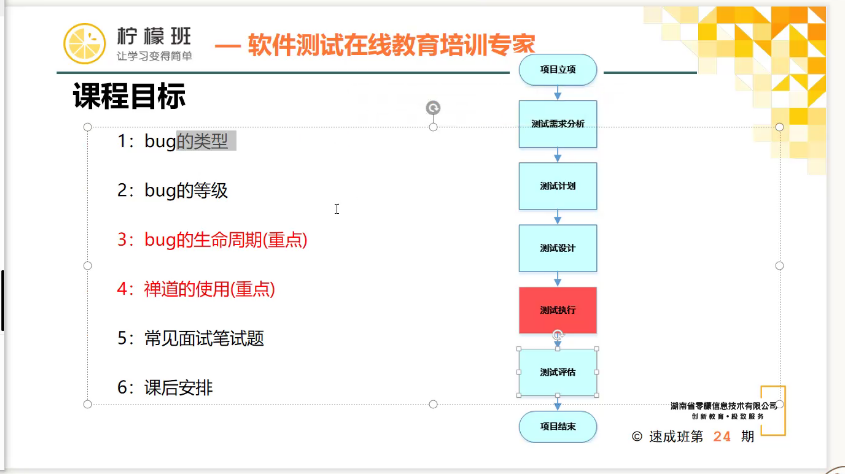 柠檬班
让学习变得简单
— 软件测试在线教育培训专家
课程目标
1：bug的类型
2：bug的等级
3：bug的生命周期(重点)
4：禅道的使用(重点)
5：常见面试笔试题
6：课后安排
项目立项
测试需求分析
测试计划
测试设计
测试执行
测试评估
项目结束
湖南省零檬信息技术有限公司
创新教育•极致服务
© 速成班第 24 期